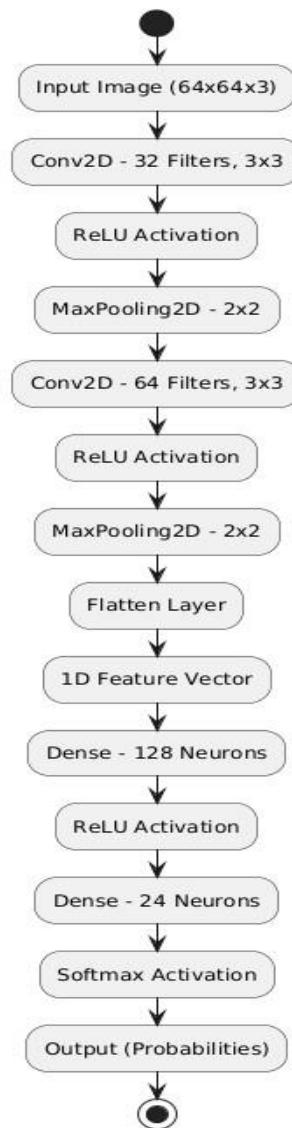 Input Image (64x64x3)
Conv2D - 32 Filters, 3x3
ReLU Activation
MaxPooling2D - 2x2
Conv2D - 64 Filters, 3x3
ReLU Activation
MaxPooling2D - 2x2
Flatten Layer
1D Feature Vector
Dense - 128 Neurons
ReLU Activation
Dense - 24 Neurons
Softmax Activation
Output (Probabilities)